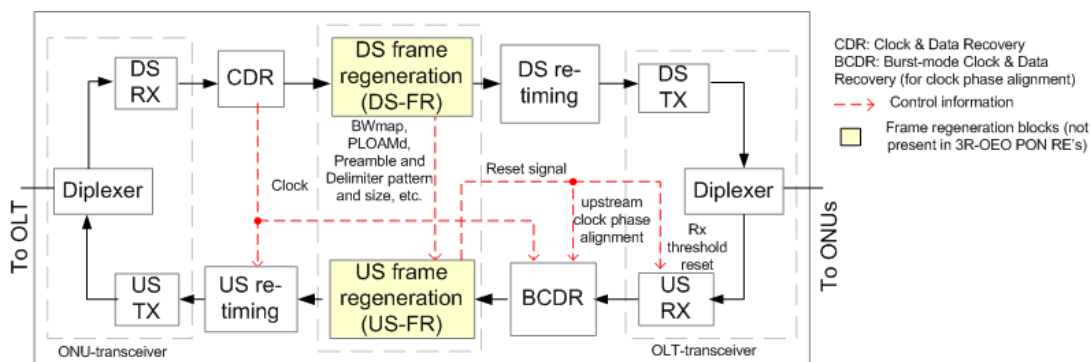 DS
RX
CDR
DS frame
regeneration
(DS-FR)
DS re-
timing
DS
TX
CDR: Clock & Data Recovery
BCDR: Burst-mode Clock & Data
Recovery (for clock phase alignment)
Control information
Frame regeneration blocks (not
present in 3R-OEO PON RE's)
BWmap,
PLOAMd,
Preamble and
Delimiter pattern
and size, etc.
Clock
Reset signal
upstream
clock phase
alignment
Rx
threshold
reset
Diplexer
Diplexer
To OLT
To ONUs
US
TX
US re-
timing
US frame
regeneration
(US-FR)
BCDR
US
RX
ONU-transceiver
OLT-transceiver